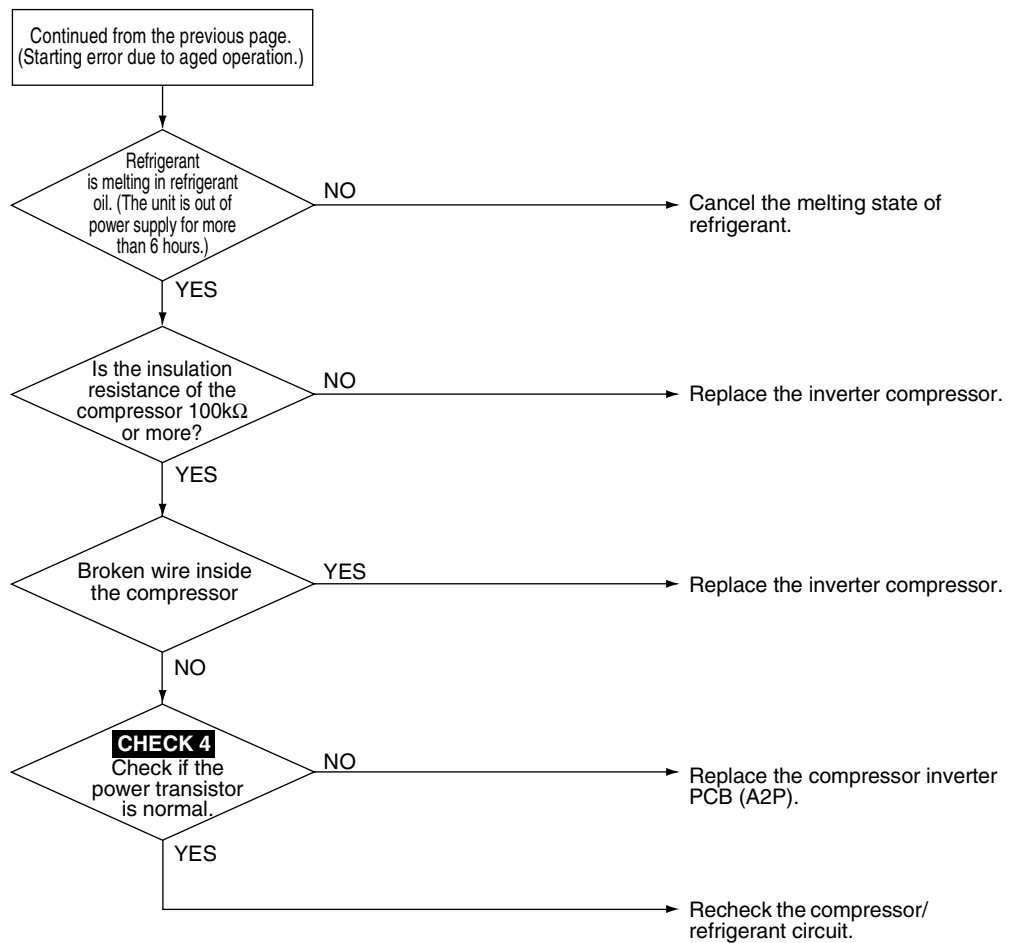 Continued from the previous page.
(Starting error due to aged operation.)
Refrigerant
is melting in refrigerant
oil. (The unit is out of
power supply for more
than 6 hours.)
NO
Cancel the melting state of
refrigerant.
YES
Is the insulation
resistance of the
compressor 100kΩ
or more?
NO
Replace the inverter compressor.
YES
Broken wire inside
the compressor
YES
Replace the inverter compressor.
NO
CHECK 4
Check if the
power transistor
is normal.
NO
Replace the compressor inverter
PCB (A2P).
YES
Recheck the compressor/
refrigerant circuit.